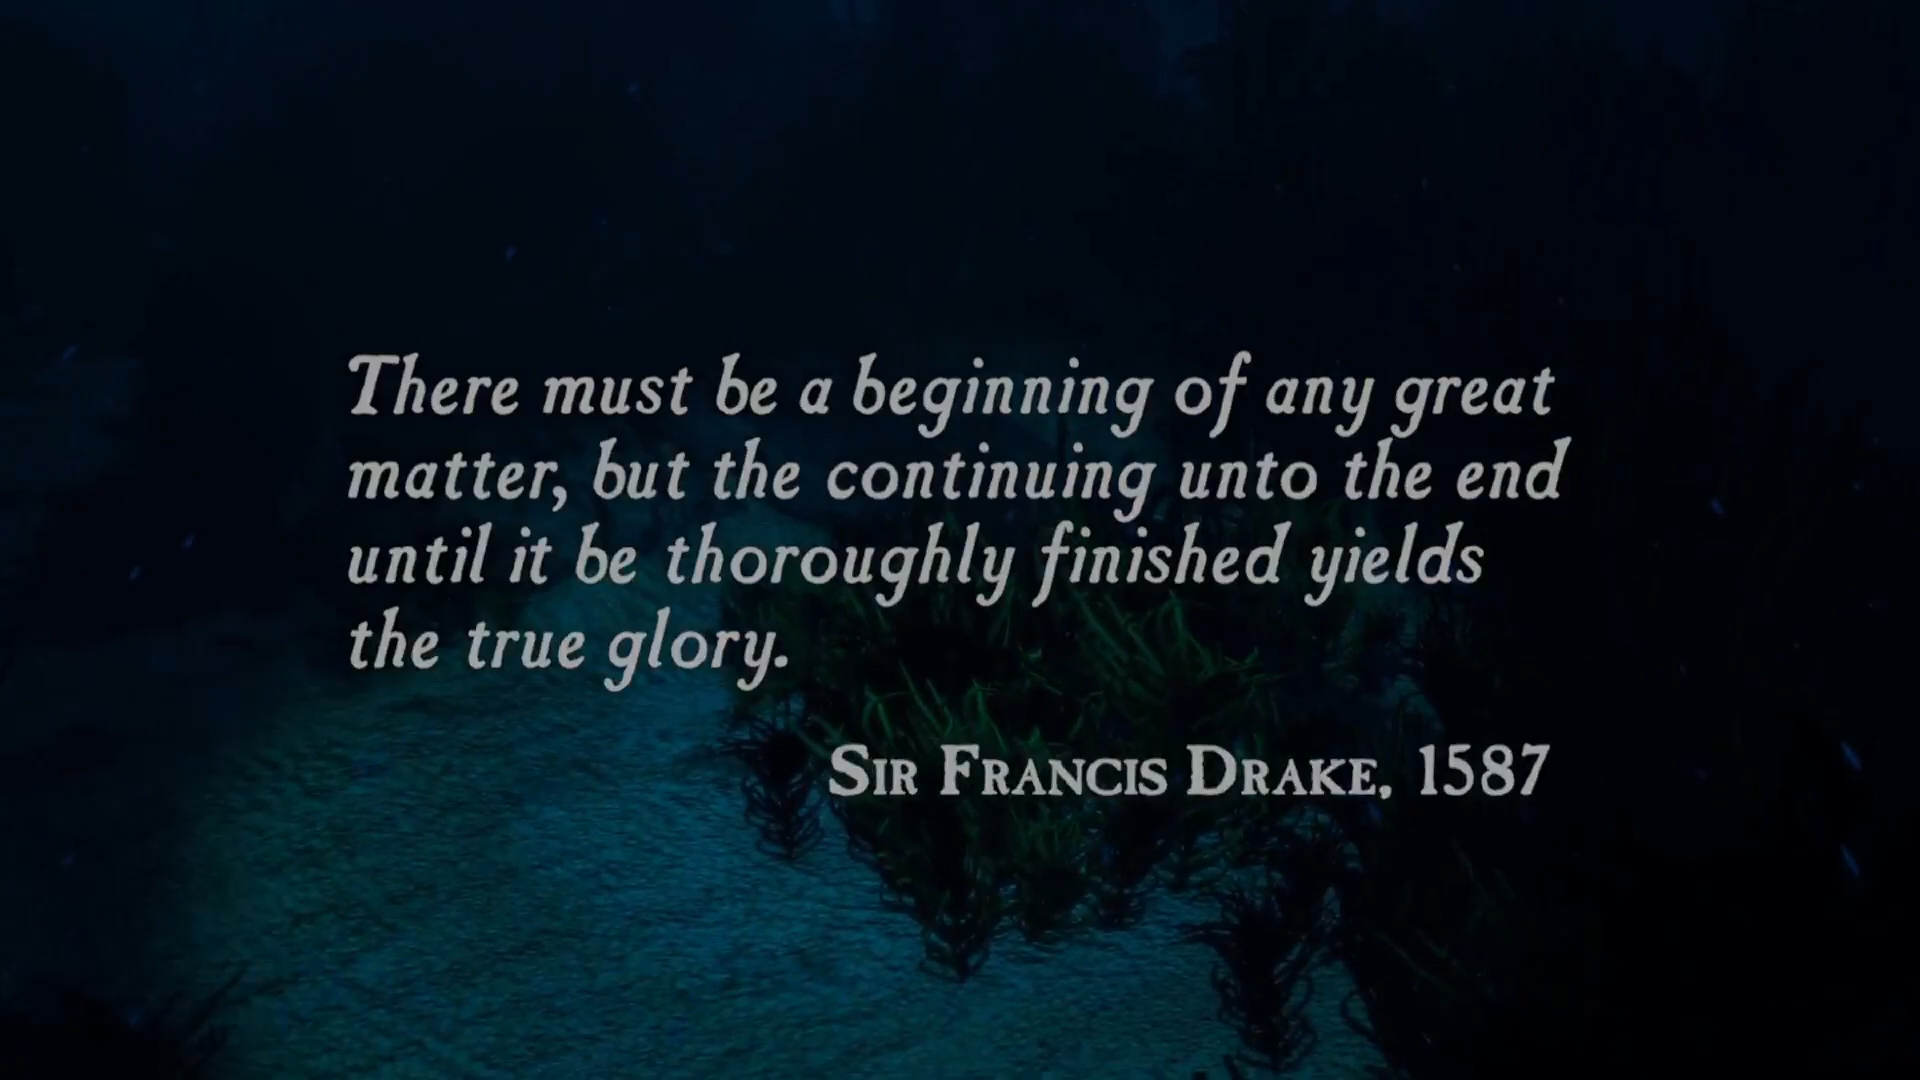 There must be a beginning of any great
matter, but the continuing unto the end
until it be thoroughly finished yields
the true glory.
Sir Francis Drake, 1587